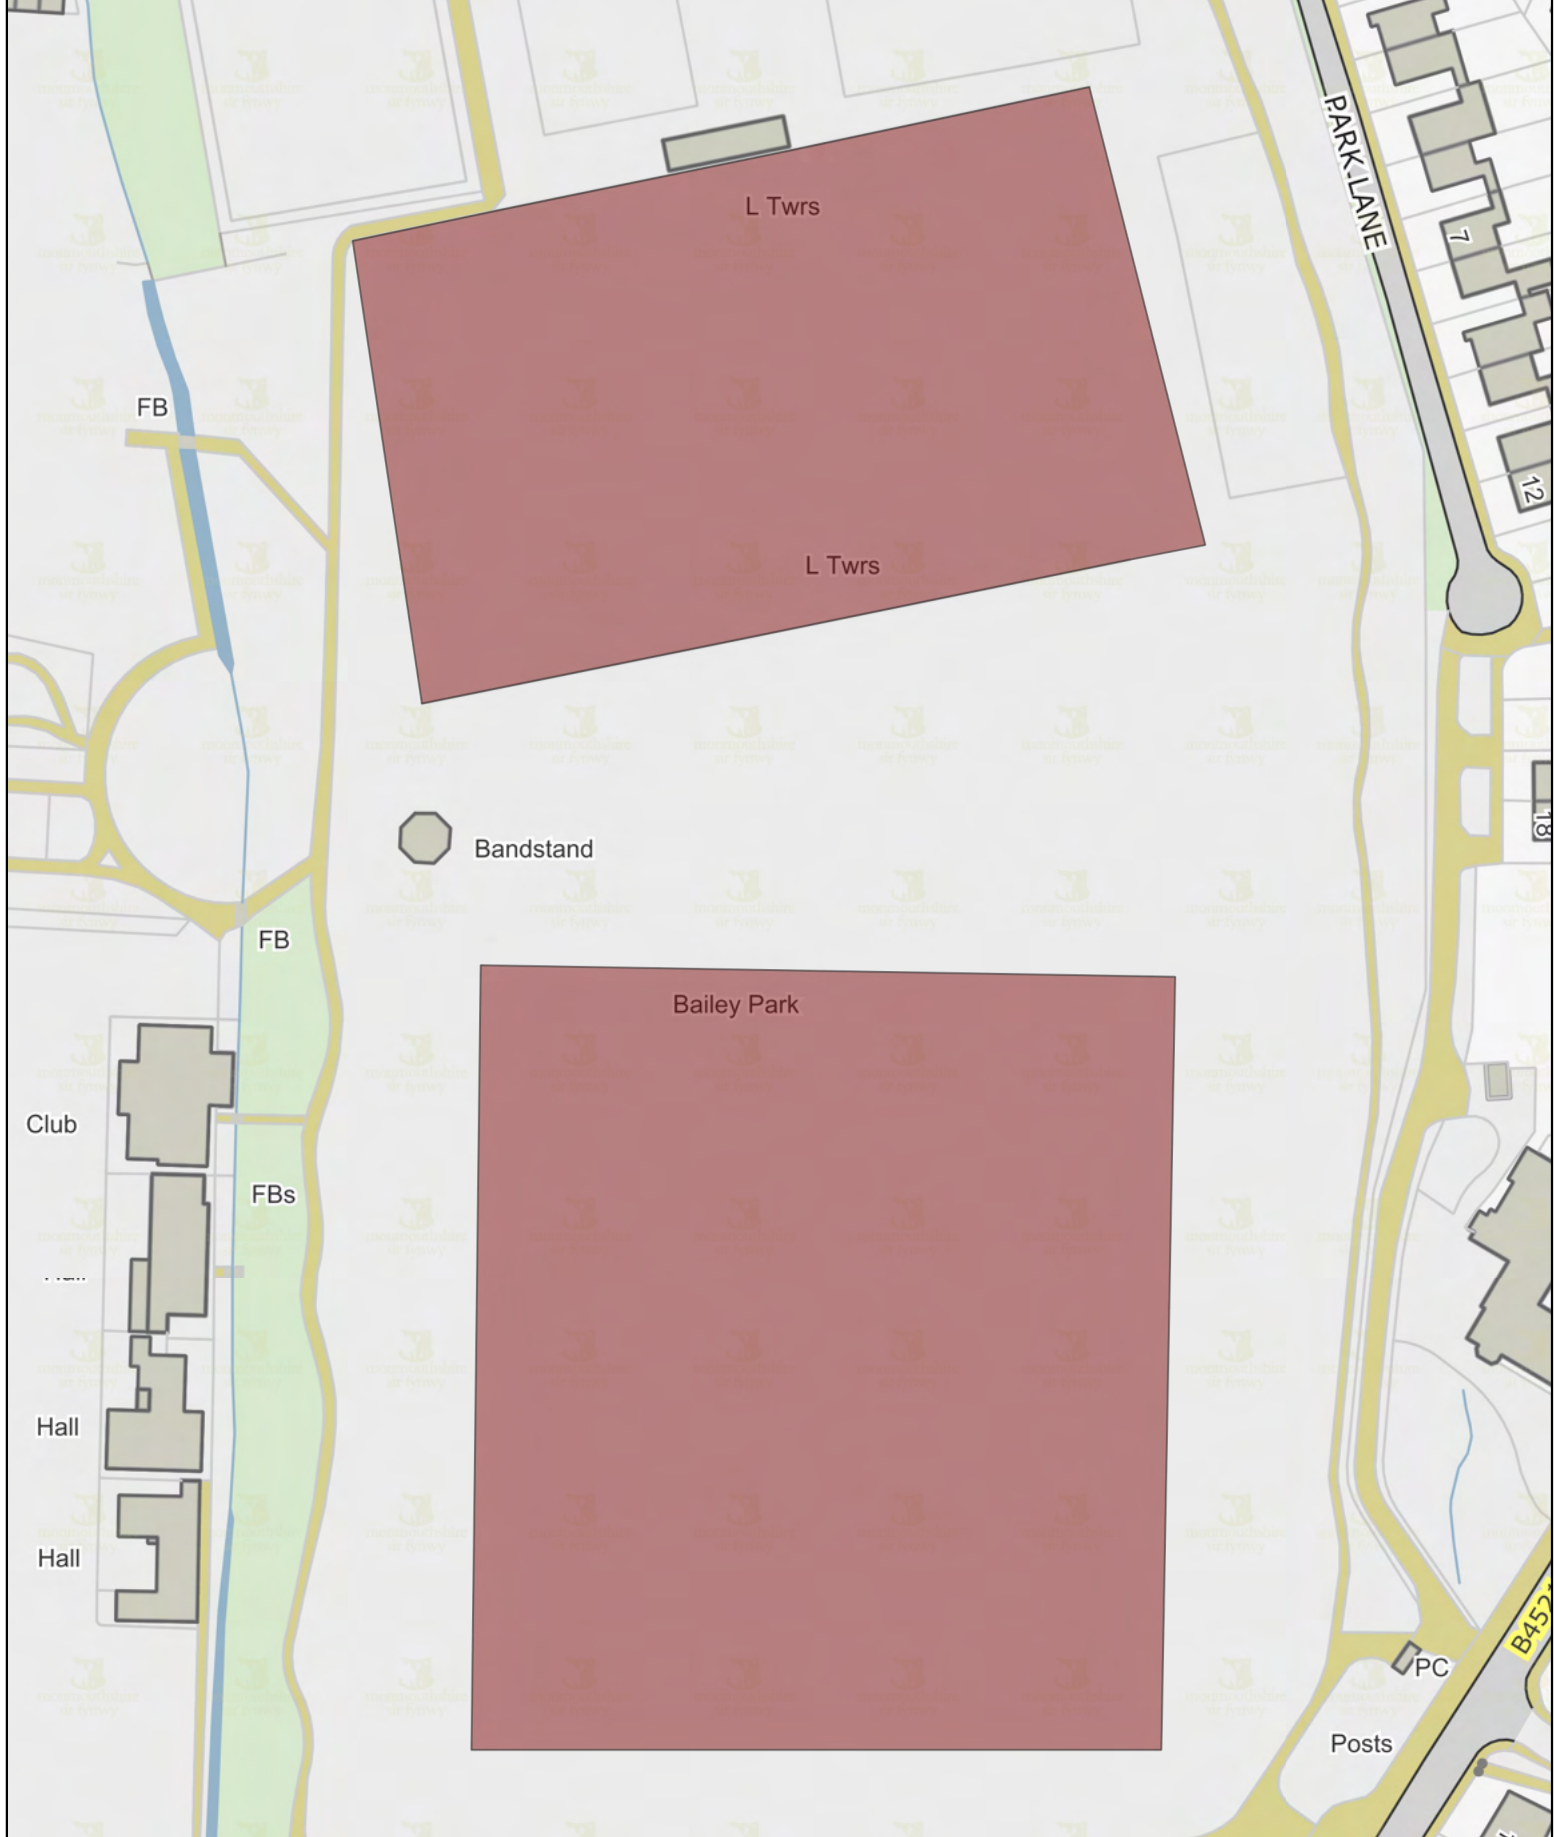 PARK LANE
L Twrs
7
FB
12
L Twrs
18
Bandstand
FB
Bailey Park
Club
FBs
Hall
Hall
B452
PC
Posts